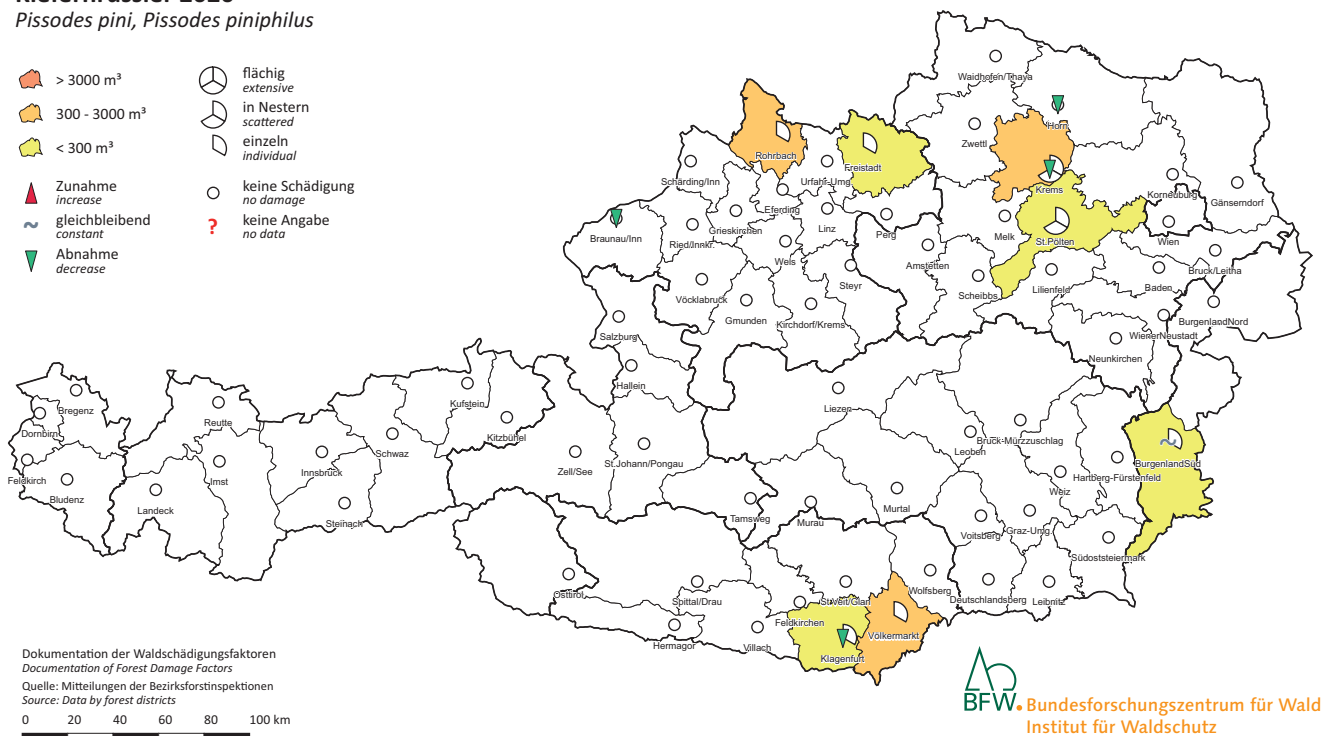 Pissodes pini, Pissodes piniphilus
> 3000 m³
300 - 3000 m³
< 300 m³
Zunahme
increase
gleichbleibend
constant
Abnahme
decrease
flächig
extensive
in Nestern
scattered
einzeln
individual
keine Schädigung
no damage
?
keine Angabe
no data
Waidhofen/Thaya
Horn
Zwettl
Rohrbach
Freistadt
Krems
Schärding/Inn
Urfahr-Umg.
Korneuburg
Gänserndorf
Eferding
Grieskirchen
Linz
Perg
Melk
St.Pölten
Wien
Braunau/Inn
Ried/Innkr.
Wels
Amstetten
Bruck/Leitha
Steyr
Scheibbs
Lilienfeld
Baden
Vöcklabruck
Gmunden
Kirchdorf/Krems
BurgenlandNord
Salzburg
WienerNeustadt
Neunkirchen
Hallein
Bregenz
Kufstein
Liezen
Dornbirn
Reutte
Kitzbühel
Bruck-Mürzzuschlag
Leoben
Schwaz
Feldkirch
Innsbruck
Zell/See
St.Johann/Pongau
BurgenlandSüd
Hartberg-Fürstenfeld
Bludenz
Imst
Weiz
Landeck
Steinach
Tamsweg
Murau
Murtal
Voitsberg
Graz-Umg.
Südoststeiermark
Osttirol
Spittal/Drau
St.Veit/Glan
Wolfsberg
Deutschlandsberg
Leibnitz
Feldkirchen
Völkermarkt
Hermagor
Villach
Klagenfurt
Dokumentation der Waldschädigungsfaktoren
Documentation of Forest Damage Factors
Quelle: Mitteilungen der Bezirksforstinspektionen
Source: Data by forest districts
0 20 40 60 80 100 km
BFW.
Bundesforschungszentrum für Wald
Institut für Waldschutz